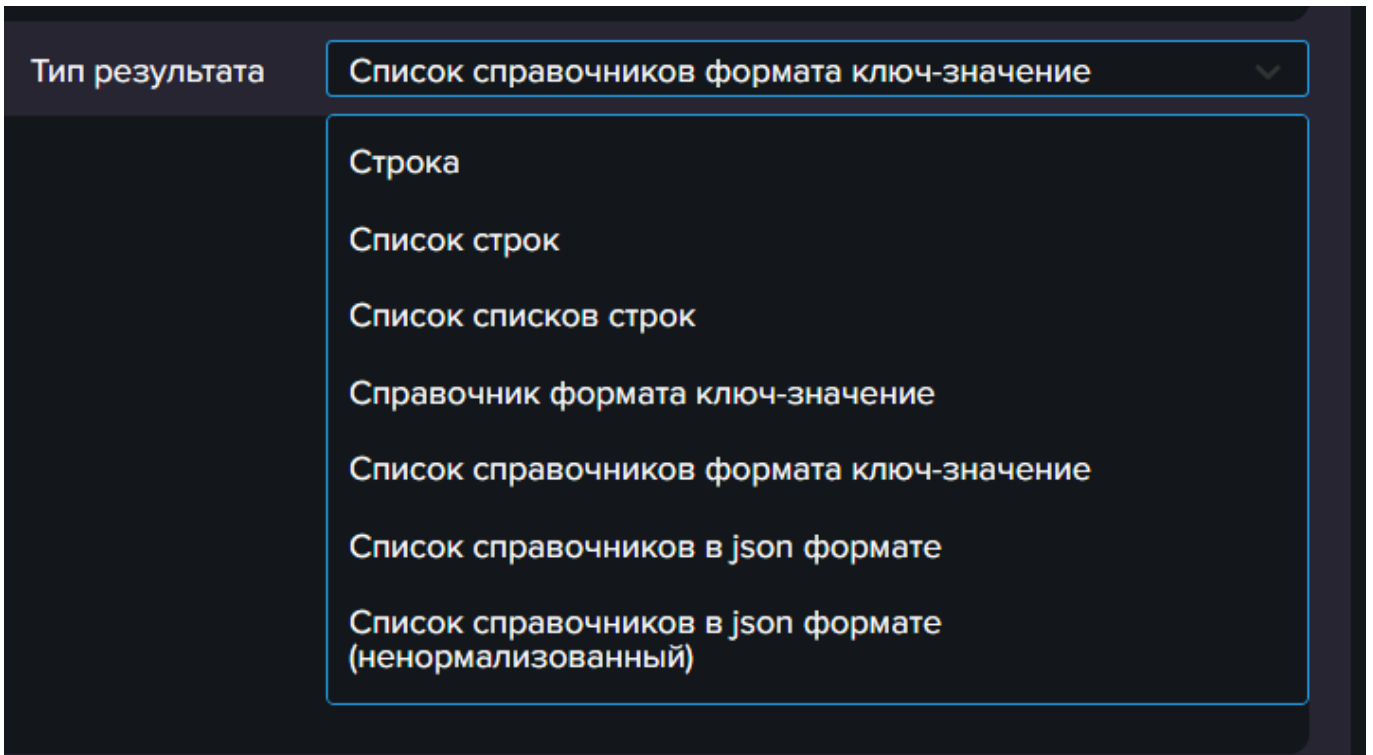 Тип результата
Список справочников формата ключ-значение
Строка
Список строк
Список списков строк
Справочник формата ключ-значение
Список справочников формата ключ-значение
Список справочников в json формате
Список справочников в json формате
(ненормализованный)